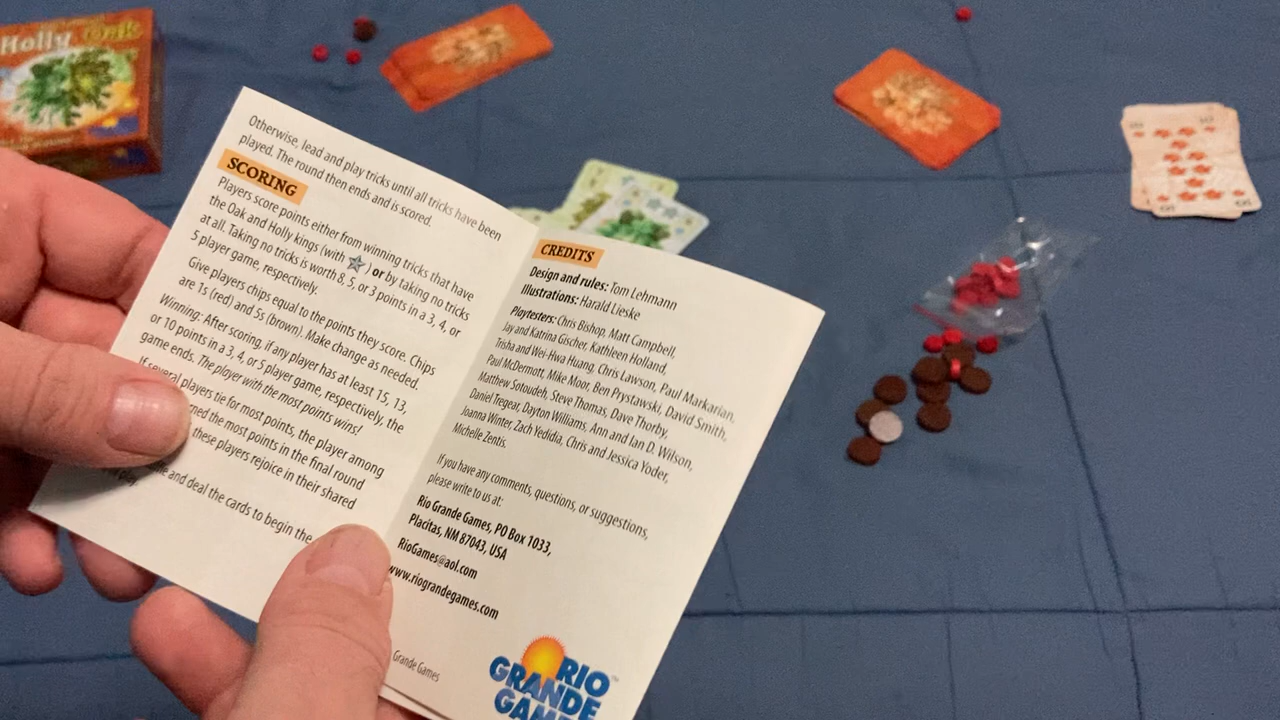 Holly Oak
Otherwise, lead and play tricks until all tricks have been
played. The round then ends and is scored.
SCORING
Players score points either from winning tricks that have
the Oak and Holly kings (with ) or by taking no tricks
at all. Taking no tricks is worth 8, 5, or 3 points in a 3, 4, or
5 player game, respectively.
Give players chips equal to the points they score. Chips
are 1s (red) and 5s (brown). Make change as needed.
Winning: After scoring, if any player has at least 15, 13,
or 10 points in a 3, 4, or 5 player game, respectively, the
game ends. The player with the most points wins!
If several players tie for most points, the player among
the most points in the final round
these players rejoice in their shared
and deal the cards to begin the
CREDITS
Design and rules: Tom Lehmann
Illustrations: Harald Lieske
Playtesters: Chris Bishop, Matt Campbell,
Jay and Katrina Gischer, Kathleen Holland,
Trisha and Wei-Hwa Huang, Chris Lawson, Paul Markarian,
Paul McDermott, Mike Moor, Ben Prystawski, David Smith,
Matthew Sotoudeh, Steve Thomas, Dave Thorby,
Daniel Tregear, Dayton Williams, Ann and Ian D. Wilson,
Joanna Winter, Zach Yedidia, Chris and Jessica Yoder,
Michelle Zentis.
If you have any comments, questions, or suggestions,
please write to us at:
Rio Grande Games, PO Box 1033,
Placitas, NM 87043, USA
RioGames@aol.com
www.riograndegames.com
Grande Games
RIO
GRANDE
GAMES